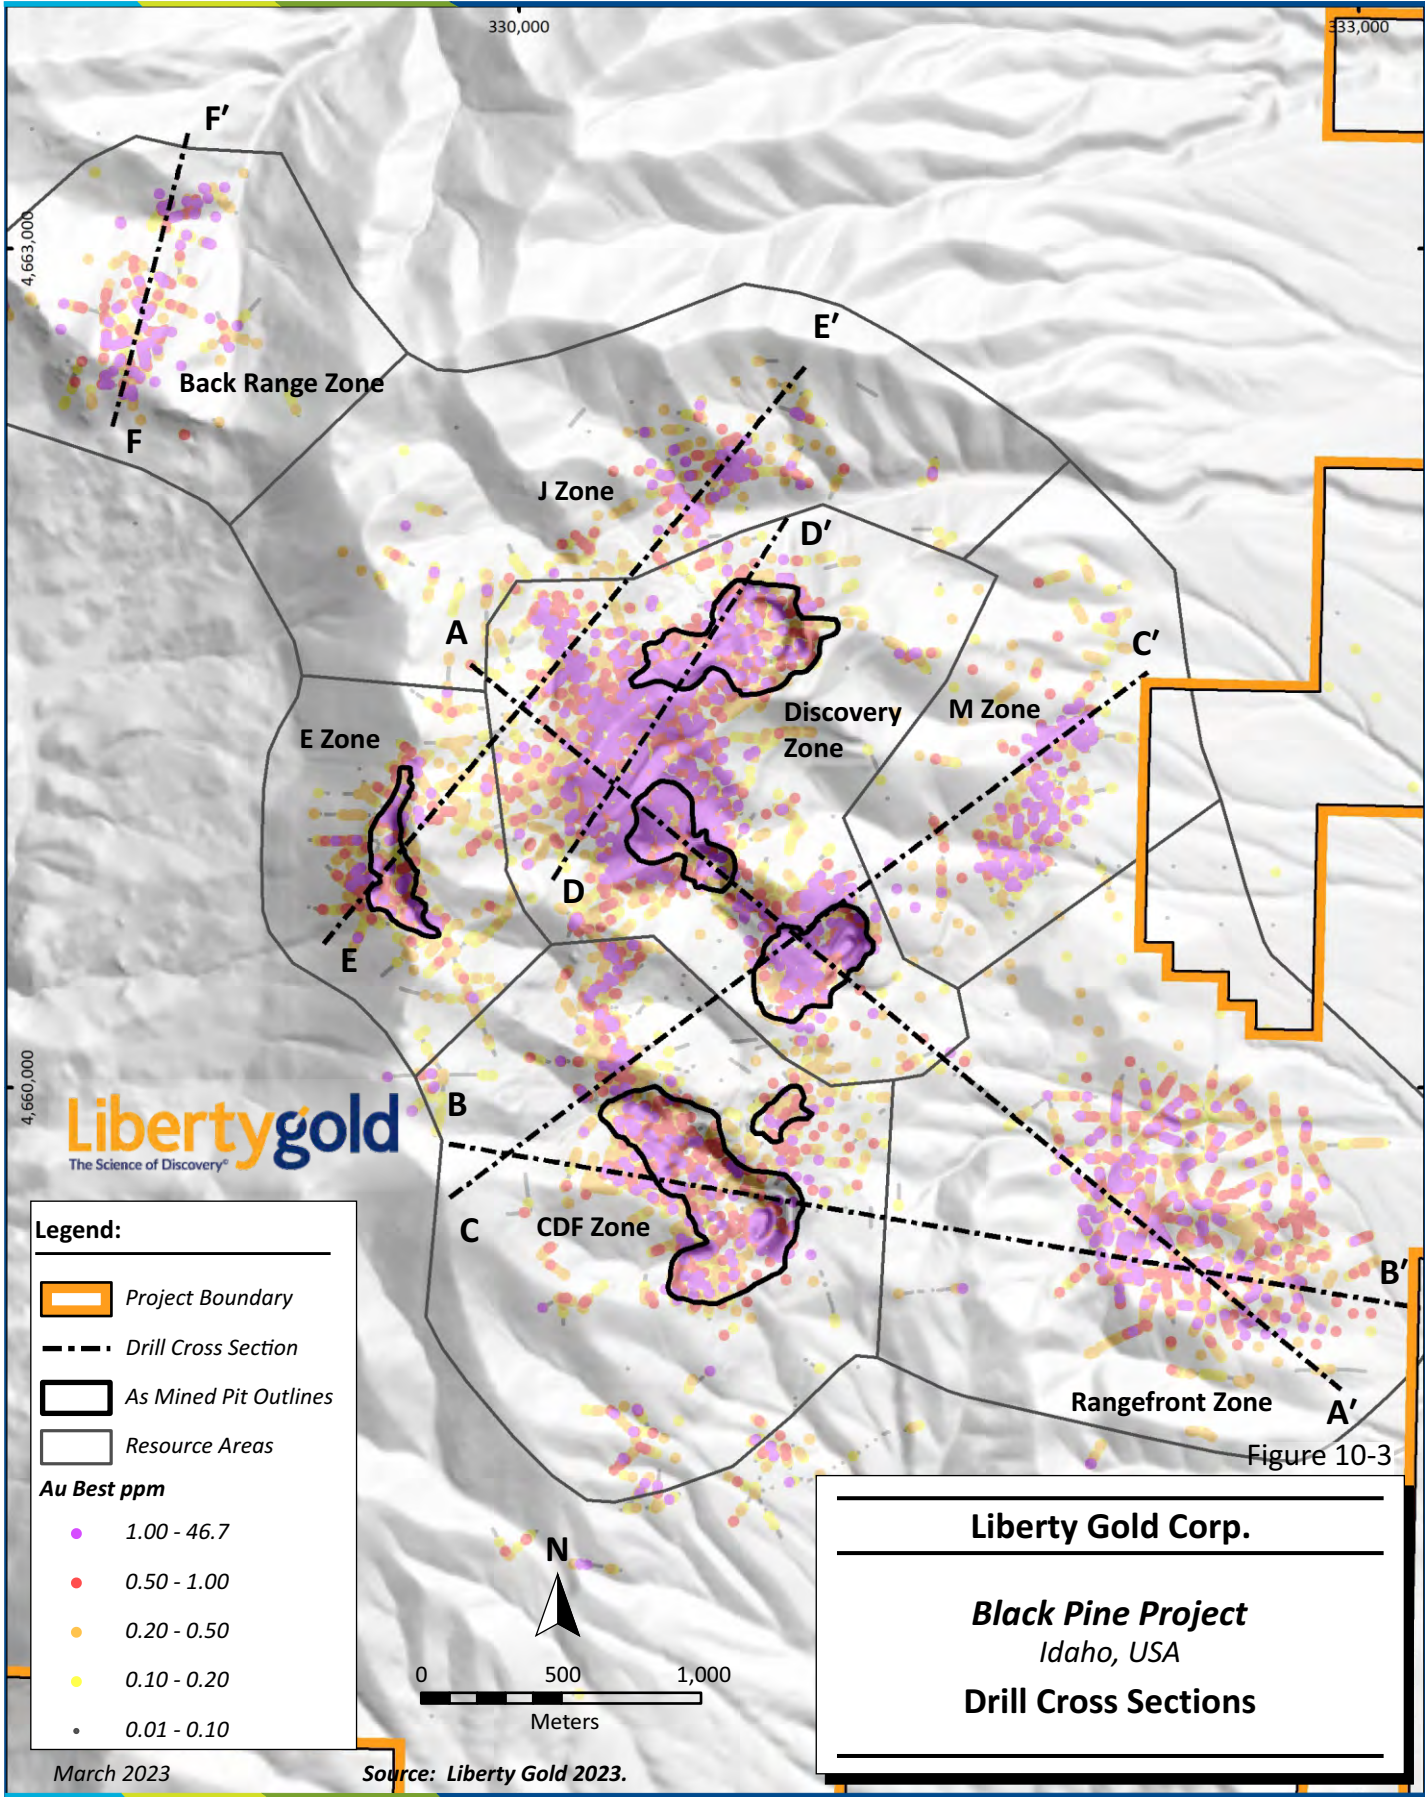 330,000
333,000
F'
4,663,000
E'
Back Range Zone
F
J Zone
D'
A
C'
Discovery
Zone
M Zone
E Zone
D
E
4,660,000
B
Libertygold
The Science of Discovery®
C
CDF Zone
B'
Rangefront Zone
A'
Figure 10-3
Legend:
Project Boundary
Drill Cross Section
As Mined Pit Outlines
Resource Areas
Au Best ppm
1.00 - 46.7
0.50 - 1.00
0.20 - 0.50
0.10 - 0.20
0.01 - 0.10
N
0 500 1,000
Meters
Liberty Gold Corp.
Black Pine Project
Idaho, USA
Drill Cross Sections
March 2023
Source: Liberty Gold 2023.